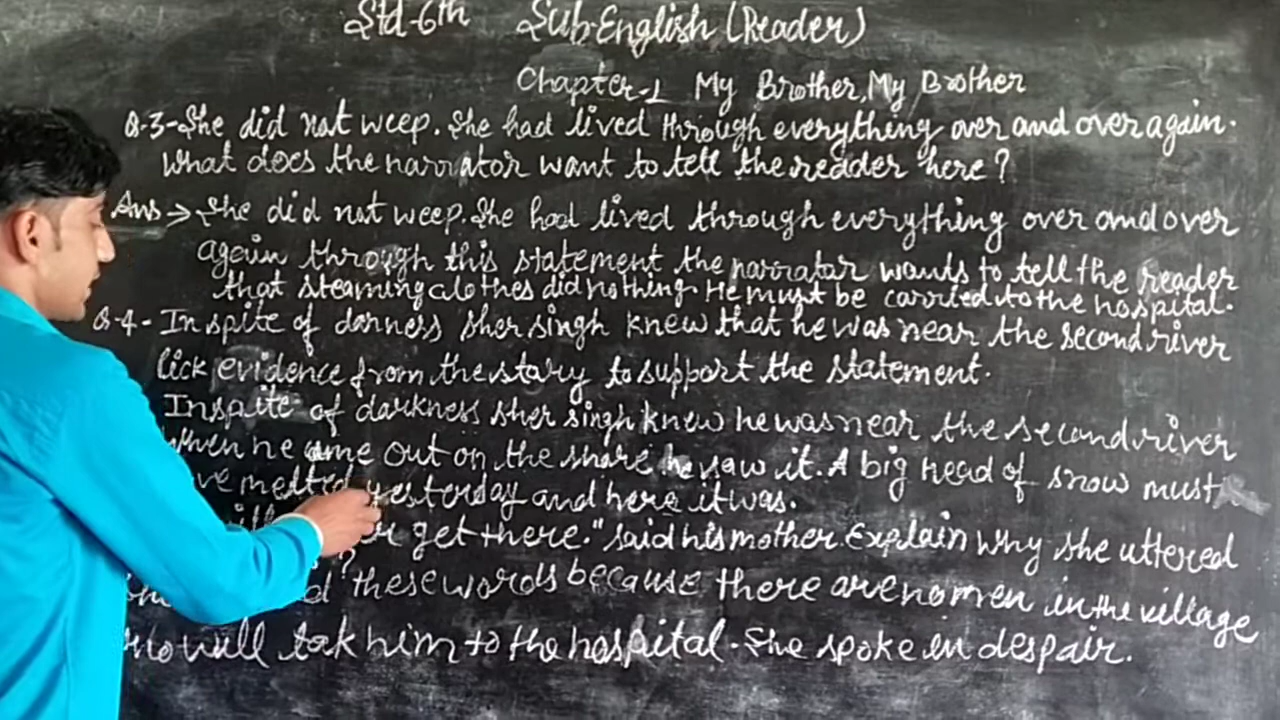 Std-6th Sub-English (Reader)
Chapter-1 My Brother, My Brother
Q.3-She did not weep. She had lived through everything over and over again.
What does the narrator want to tell the reader here?
Ans → She did not weep. She had lived through everything over and over
again through this statement the narrator wants to tell the reader
that steaming clothes did nothing. He must be carried to the hospital.
Q-4- In spite of darness sher singh knew that he was near the second river
lick evidence from the story to support the statement.
In spite of darkness sher singh knew he was near the second river
When he came out on the share he saw it. A big head of snow must
melted yesterday and here it was.
get there." said his mother. Explain why she uttered
these words because there are no men in the village
who will tak him to the hospital. She spoke in despair.